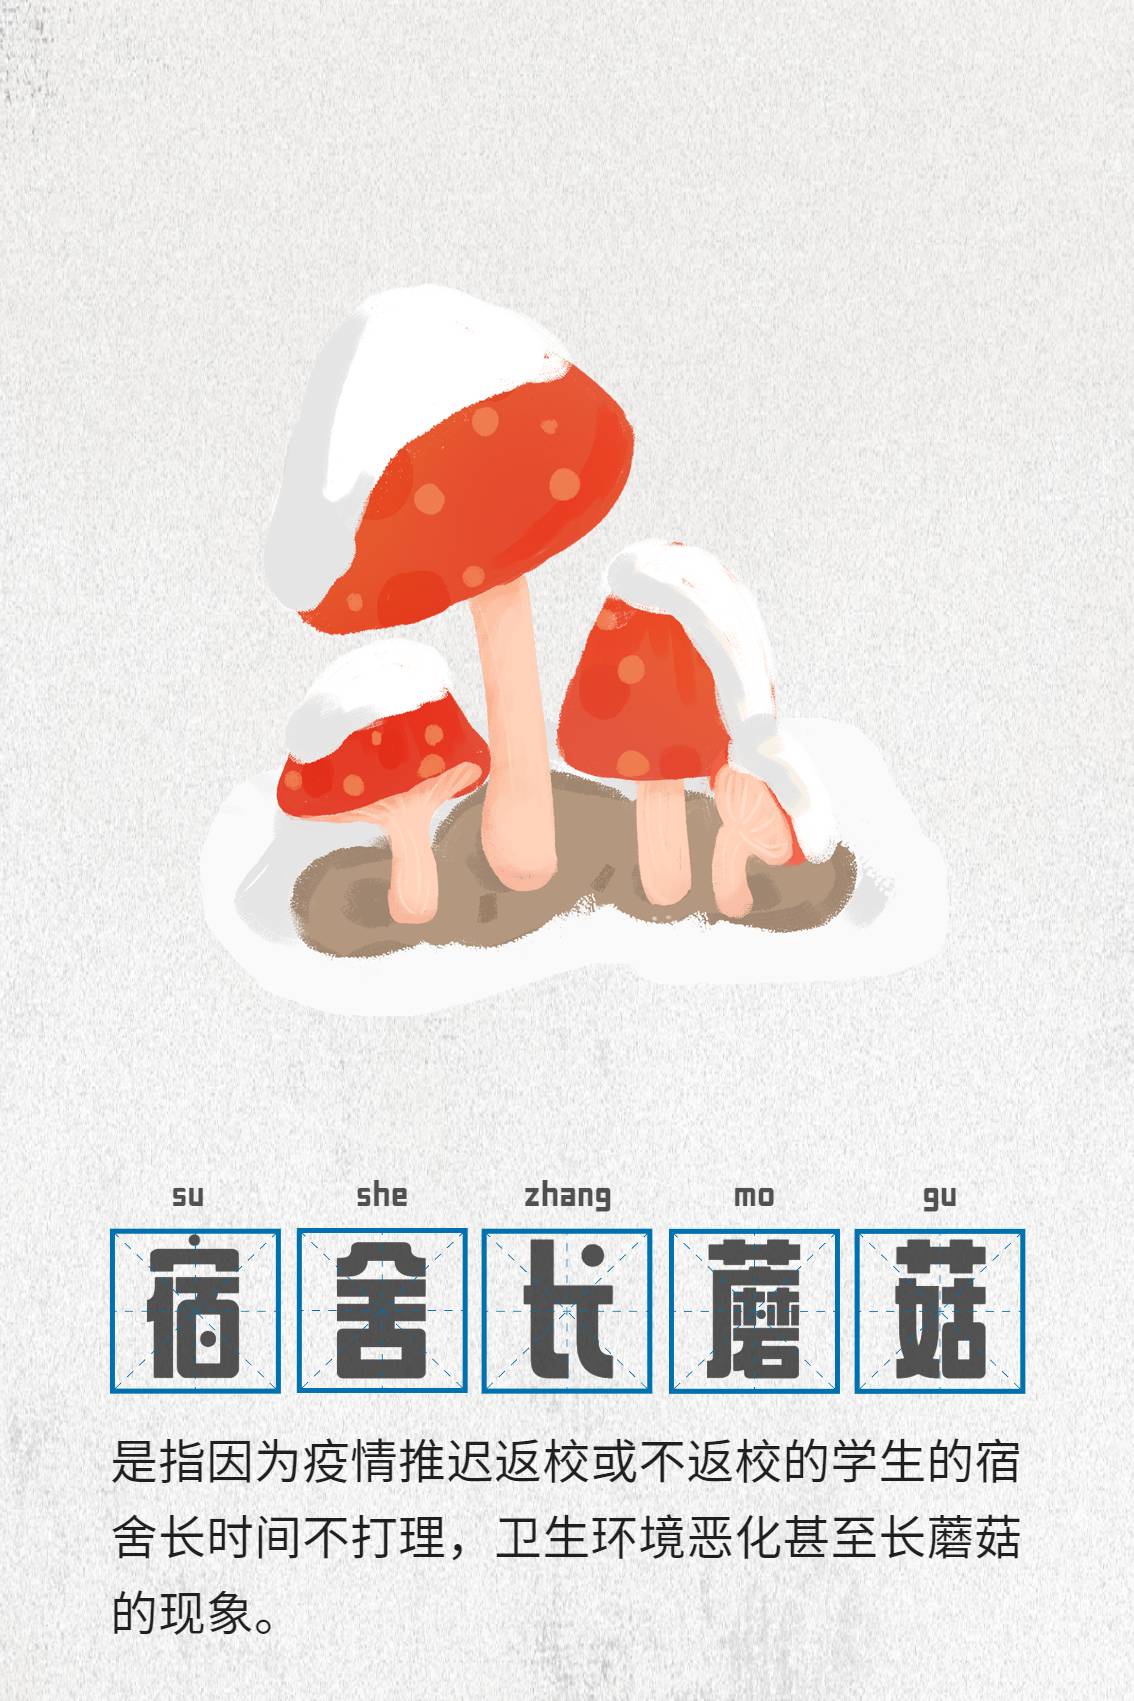 su she zhang mo gu
宿舍长蘑菇
是指因为疫情推迟返校或不返校的学生的宿
舍长时间不打理，卫生环境恶化甚至长蘑菇
的现象。